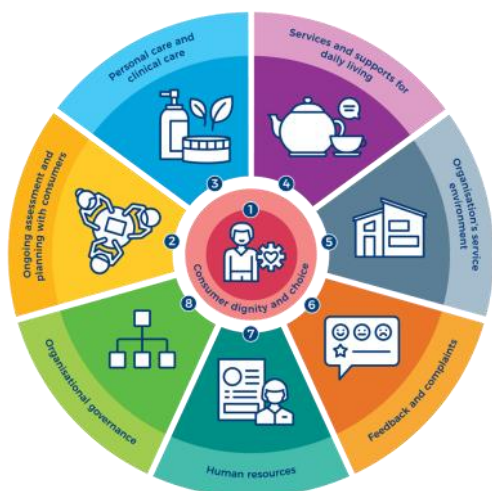 1
Consumer dignity and choice
2
Ongoing assessment and
planning with consumers
3
Personal care and
clinical care
4
Services and supports for
daily living
5
Organisation's service
environment
6
Feedback and complaints
7
Human resources
8
Organisational governance